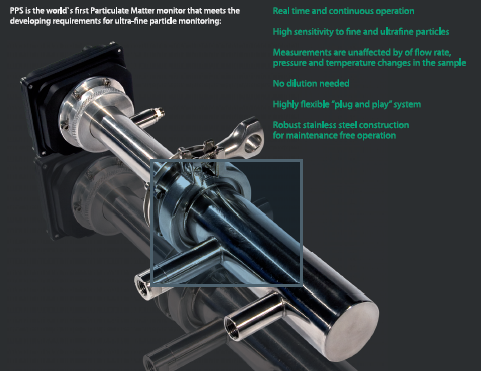 PPS is the world's first Particulate Matter monitor that meets the
developing requirements for ultra-fine particle monitoring:
Real time and continuous operation
High sensitivity to fine and ultrafine particles
Measurements are unaffected by of flow rate,
pressure and temperature changes in the sample
No dilution needed
Highly flexible "plug and play" system
Robust stainless steel construction
for maintenance free operation